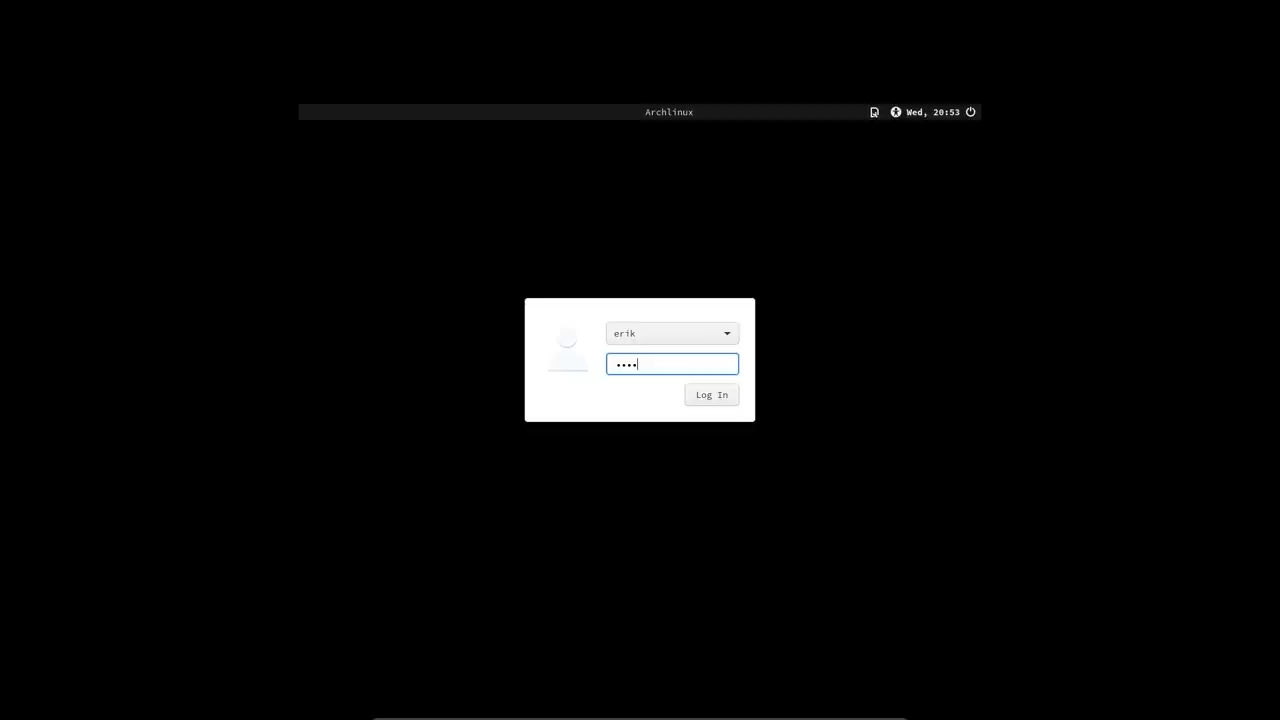 Archlinux
Wed, 20:53
erik
••••
Log In